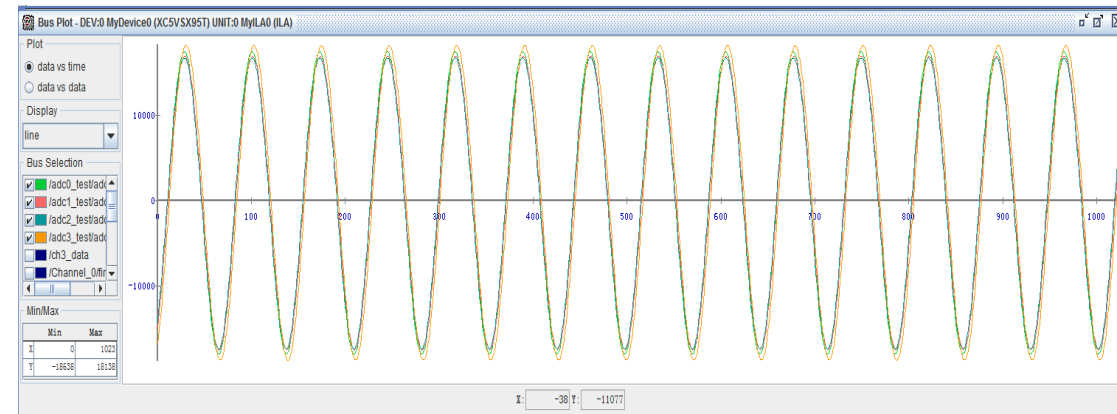 Bus Plot - DEV:0 MyDevice0 (XC5VSX95T) UNIT:0 MyILA0 (ILA)
Plot
data vs time
data vs data
Display
line
Bus Selection
/adc0_test/adc
/adc1_test/adc
/adc2_test/adc
/adc3_test/adc
/ch3_data
/Channel_0/fir
Min/Max
Min Max
X 0 1023
Y -18638 18138
10000
0
-10000
0 100 200 300 400 500 600 700 800 900 1000
X: -38 Y: -11077